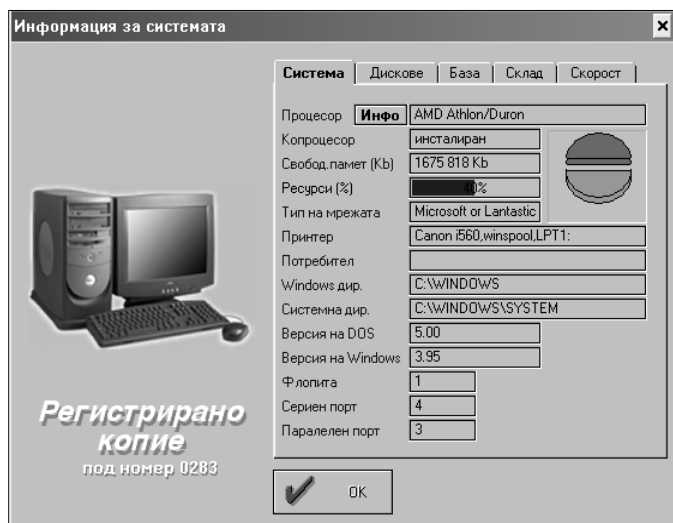 Информация за системата
Система Дискове База Склад Скорост
Процесор Инфо AMD Athlon/Duron
Копроцесор инсталиран
Свобод.памет (Kb) 1675 818 Kb
Ресурси (%) 40%
Тип на мрежата Microsoft or Lantastic
Принтер Canon i560,winspool,LPT1:
Потребител
Windows дир. C:\WINDOWS
Системна дир. C:\WINDOWS\SYSTEM
Версия на DOS 5.00
Версия на Windows 3.95
Флопита 1
Сериен порт 4
Паралелен порт 3
Регистрирано
копие
под номер 0283
OK